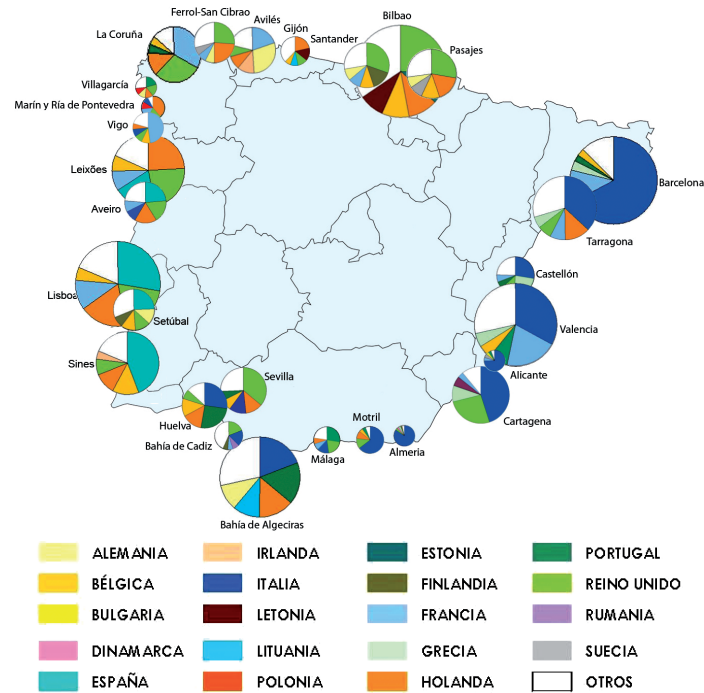 Ferrol-San Cibrao
Avilés
Gijón
Santander
Bilbao
Pasajes
La Coruña
Villagarcía
Marín y Ría de Pontevedra
Vigo
Leixões
Aveiro
Barcelona
Tarragona
Castellón
Lisboa
Setúbal
Valencia
Sines
Alicante
Sevilla
Cartagena
Huelva
Motril
Bahía de Cadiz
Málaga
Almeria
Bahía de Algeciras
ALEMANIA IRLANDA ESTONIA PORTUGAL
BÉLGICA ITALIA FINLANDIA REINO UNIDO
BULGARIA LETONIA FRANCIA RUMANIA
DINAMARCA LITUANIA GRECIA SUECIA
ESPAÑA POLONIA HOLANDA OTROS